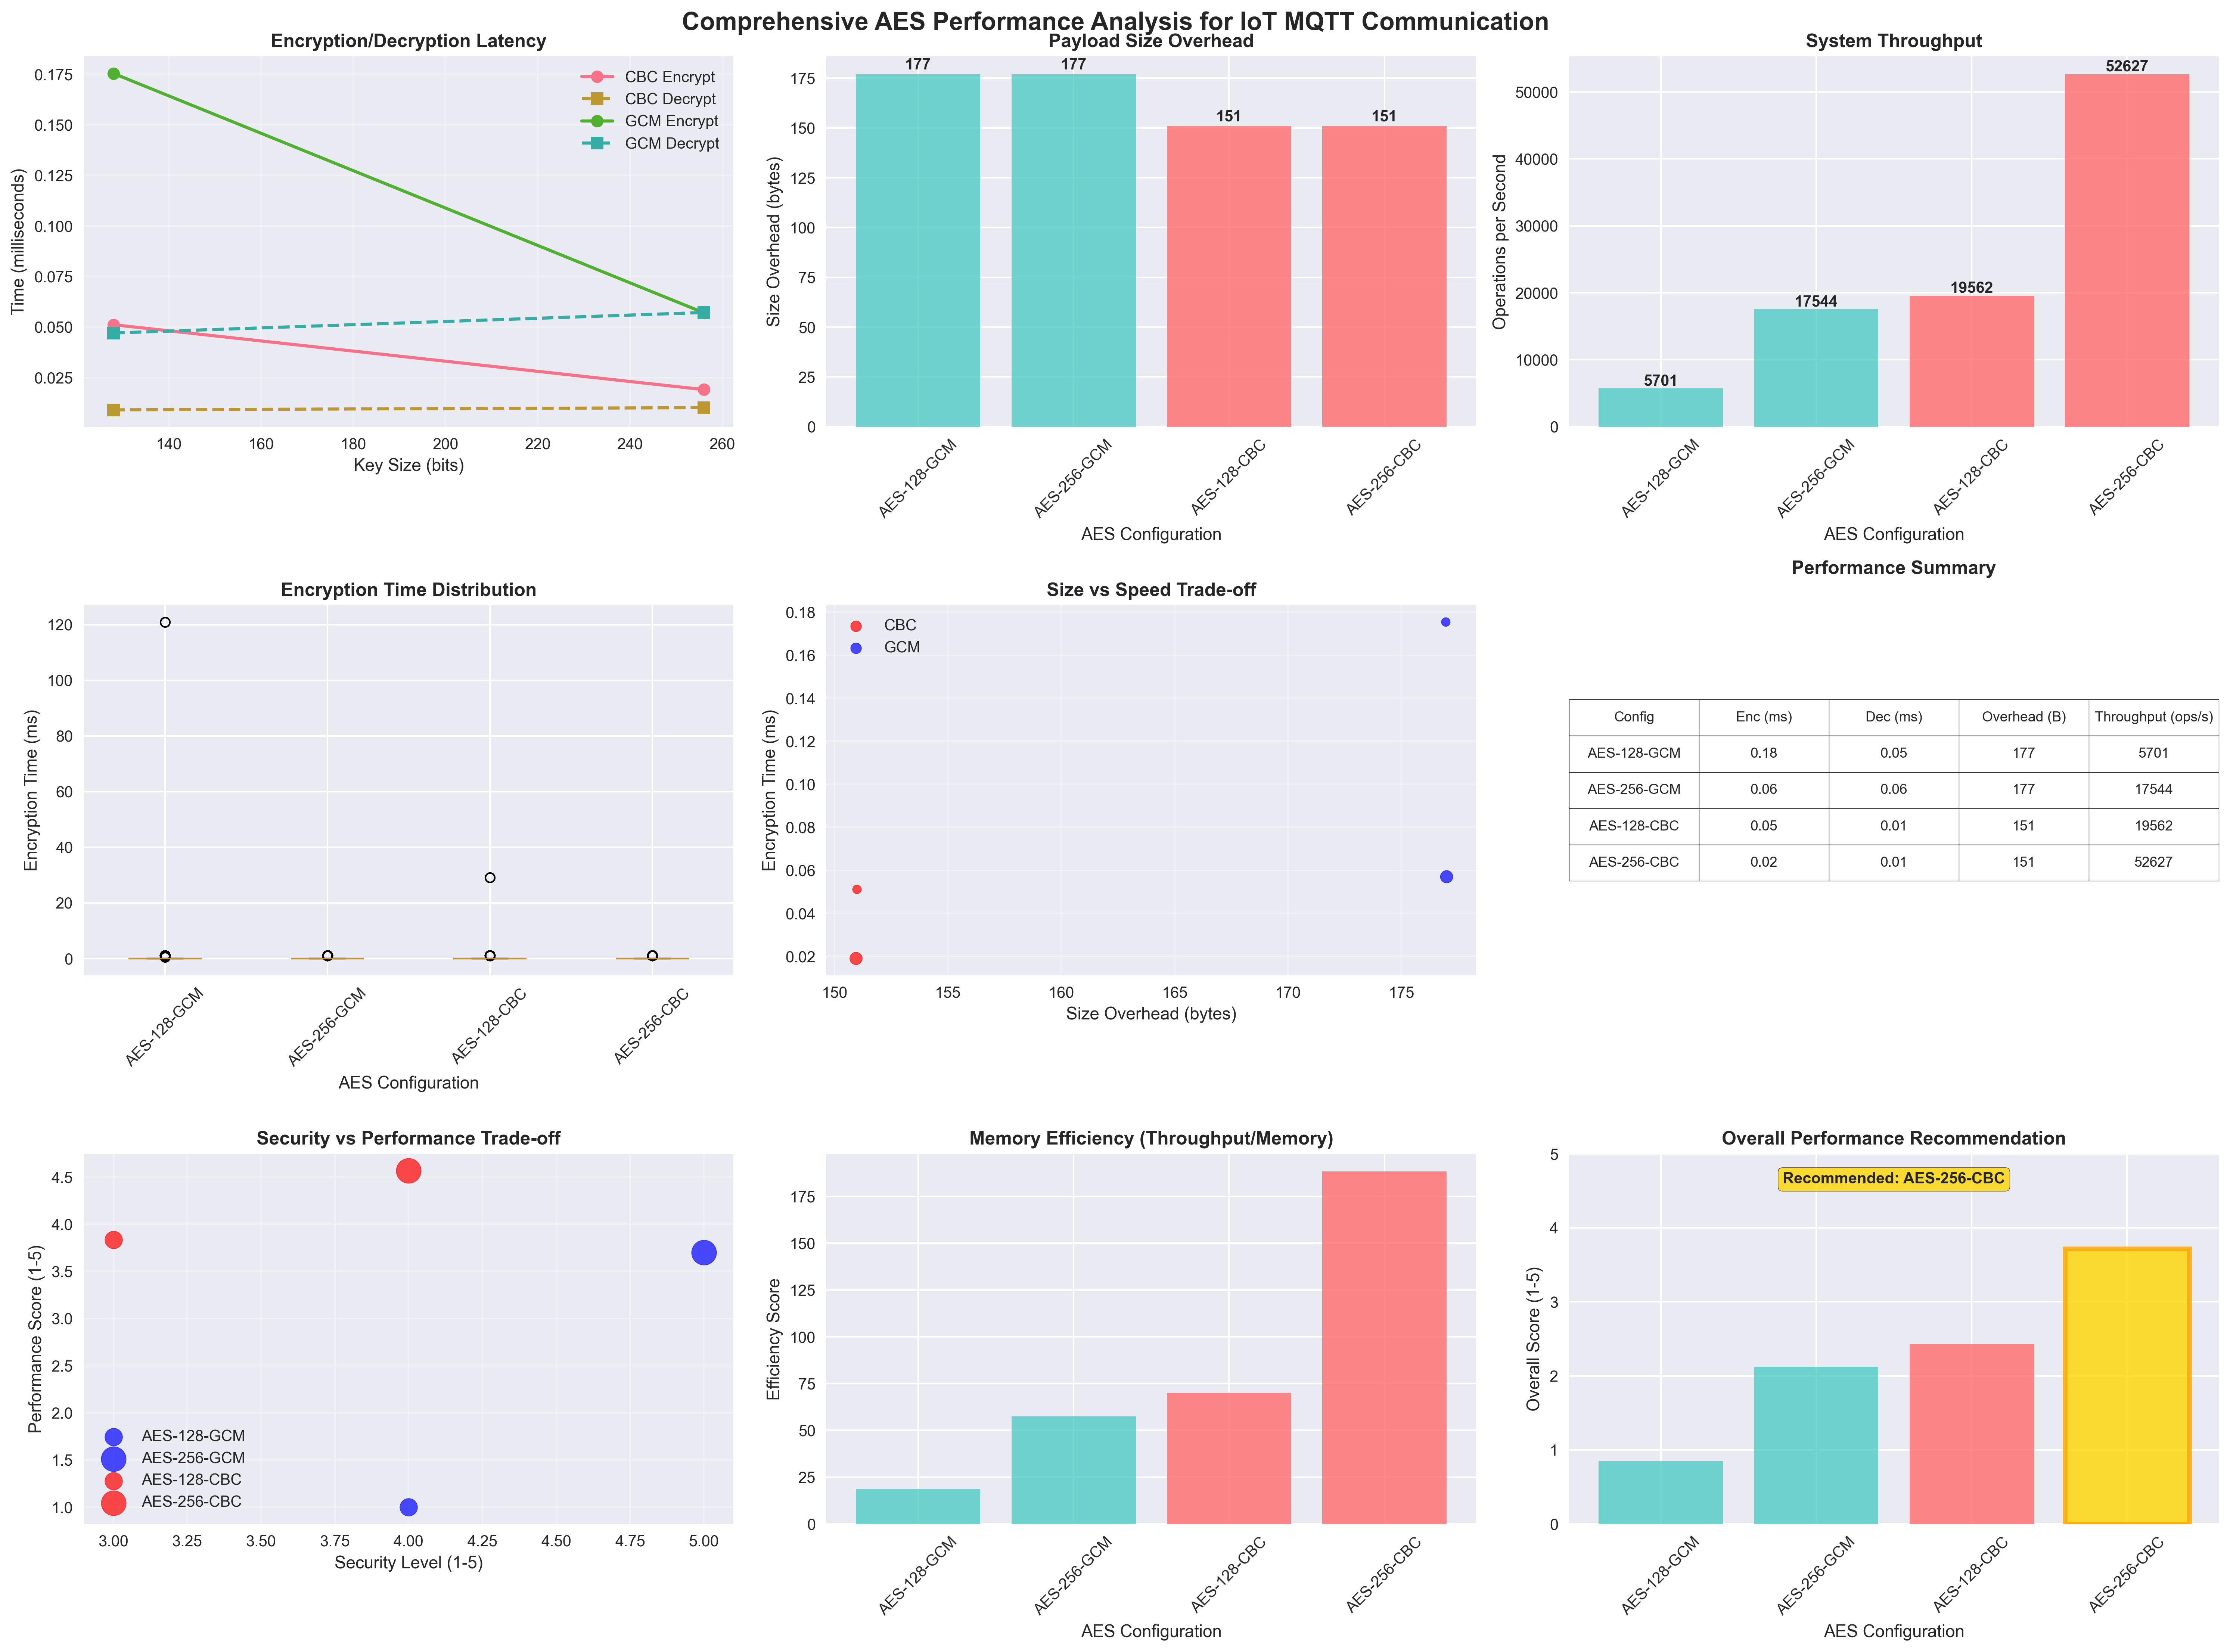 Comprehensive AES Performance Analysis for IoT MQTT Communication
Encryption/Decryption Latency
Time (milliseconds)
0.175
0.150
0.125
0.100
0.075
0.050
0.025
CBC Encrypt
CBC Decrypt
GCM Encrypt
GCM Decrypt
140 160 180 200 220 240 260
Key Size (bits)
Payload Size Overhead
Size Overhead (bytes)
175
150
125
100
75
50
25
0
177 177 151 151
AES-128-GCM AES-256-GCM AES-128-CBC AES-256-CBC
AES Configuration
System Throughput
Operations per Second
50000
40000
30000
20000
10000
0
5701 17544 19562 52627
AES-128-GCM AES-256-GCM AES-128-CBC AES-256-CBC
AES Configuration
Encryption Time Distribution
Encryption Time (ms)
120
100
80
60
40
20
0
AES-128-GCM AES-256-GCM AES-128-CBC AES-256-CBC
AES Configuration
Size vs Speed Trade-off
Encryption Time (ms)
0.18
0.16
0.14
0.12
0.10
0.08
0.06
0.04
0.02
CBC
GCM
150 155 160 165 170 175
Size Overhead (bytes)
Performance Summary
Config Enc (ms) Dec (ms) Overhead (B) Throughput (ops/s)
AES-128-GCM 0.18 0.05 177 5701
AES-256-GCM 0.06 0.06 177 17544
AES-128-CBC 0.05 0.01 151 19562
AES-256-CBC 0.02 0.01 151 52627
Security vs Performance Trade-off
Performance Score (1-5)
4.5
4.0
3.5
3.0
2.5
2.0
1.5
1.0
AES-128-GCM
AES-256-GCM
AES-128-CBC
AES-256-CBC
3.00 3.25 3.50 3.75 4.00 4.25 4.50 4.75 5.00
Security Level (1-5)
Memory Efficiency (Throughput/Memory)
Efficiency Score
175
150
125
100
75
50
25
0
AES-128-GCM AES-256-GCM AES-128-CBC AES-256-CBC
AES Configuration
Overall Performance Recommendation
Overall Score (1-5)
5
4
3
2
1
0
Recommended: AES-256-CBC
AES-128-GCM AES-256-GCM AES-128-CBC AES-256-CBC
AES Configuration